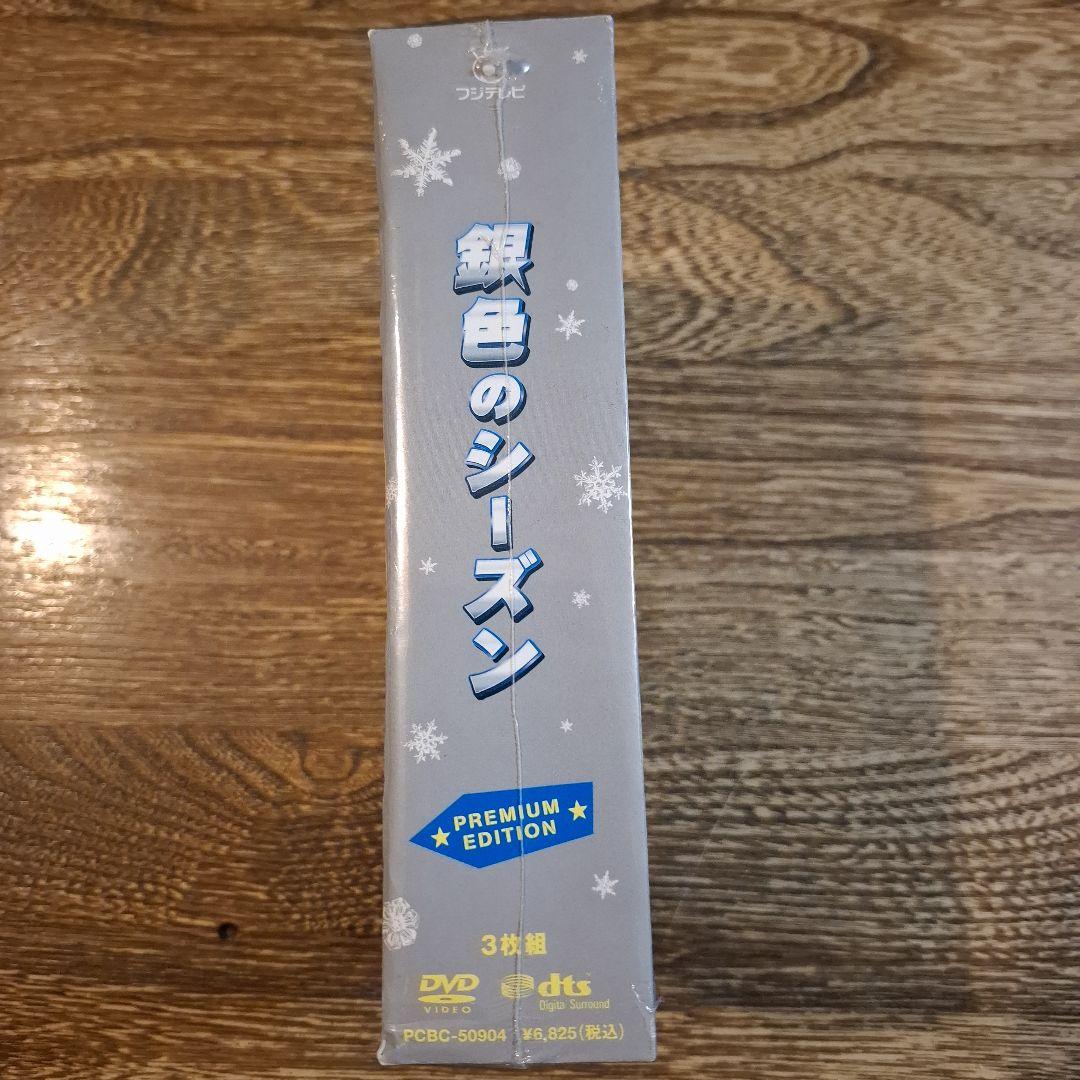 フジテレビ
銀色のシーズン
PREMIUM
EDITION
3枚組
DVD
VIDEO
dts
Digital Surround
PCBC-50904 ¥6,825(税込)